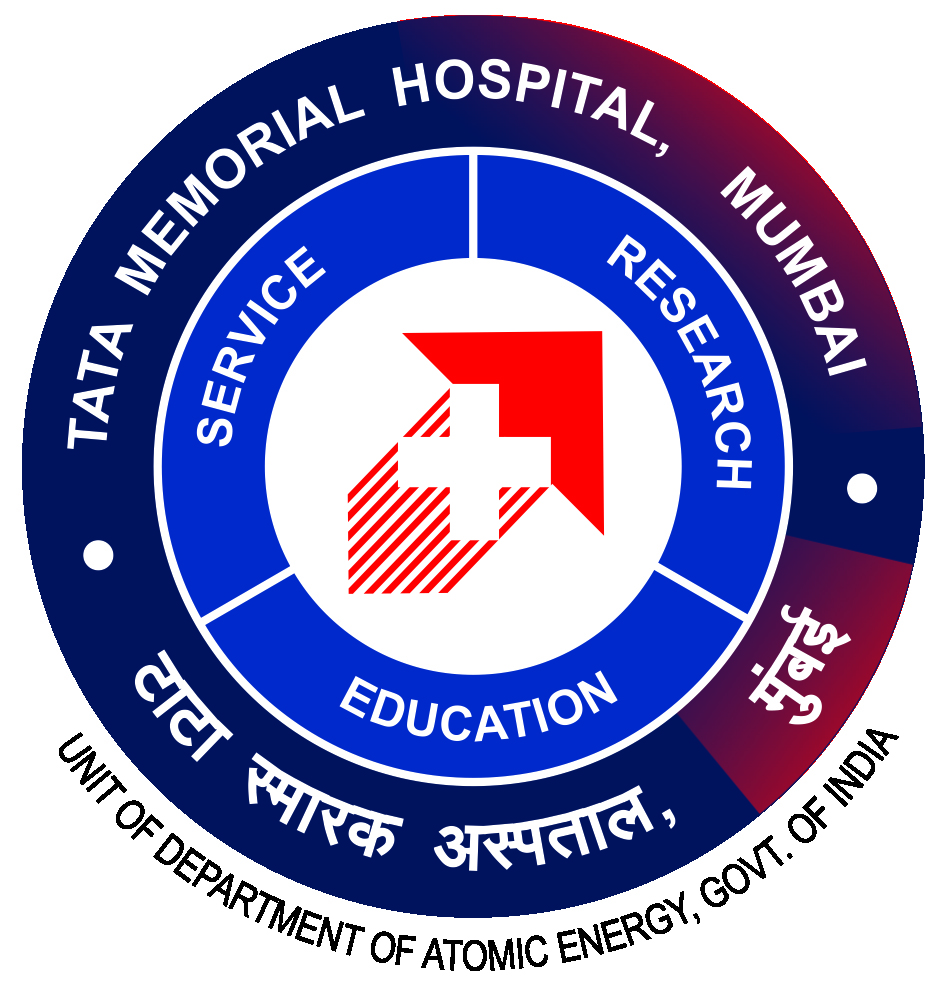 TATA MEMORIAL HOSPITAL, MUMBAI
SERVICE
RESEARCH
EDUCATION
टाटा स्मारक अस्पताल, मुंबई
UNIT OF DEPARTMENT OF ATOMIC ENERGY, GOVT. OF INDIA